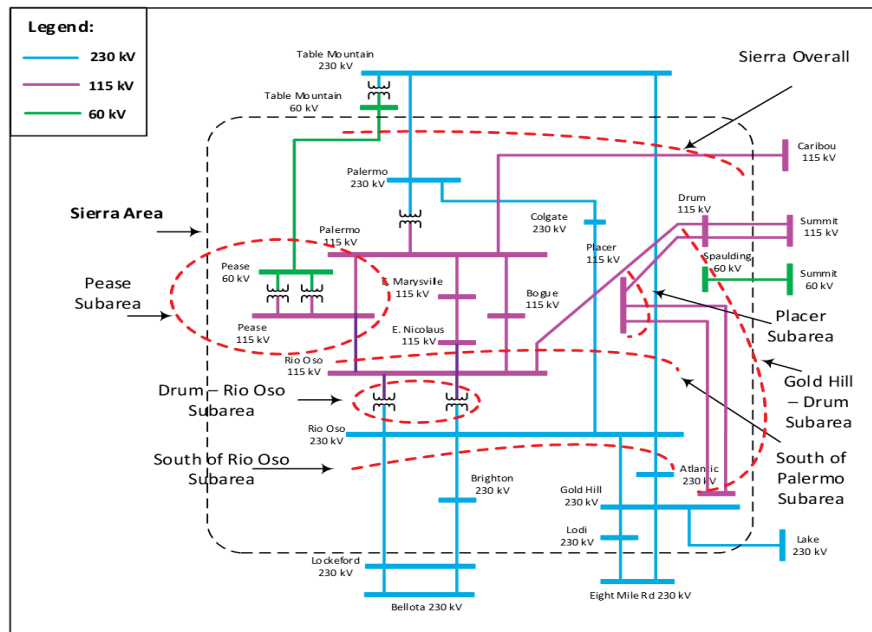 Legend:
230 kV
115 kV
60 kV
Table Mountain
230 kV
Table Mountain
60 kV
Sierra Overall
Caribou
115 kV
Palermo
230 kV
Colgate
230 kV
Drum
115 kV
Summit
115 kV
Sierra Area
Palermo
115 kV
Placer
115 kV
Spaulding
60 kV
Summit
60 kV
Pease
Subarea
Pease
60 kV
E. Marysville
115 kV
Bogue
15 kV
Placer
Subarea
Pease
115 kV
E. Nicolaus
115 kV
Rio Oso
115 kV
Gold Hill
– Drum
Subarea
Drum – Rio Oso
Subarea
Rio Oso
230 kV
South of Rio Oso
Subarea
South of
Palermo
Subarea
Brighton
230 kV
Atlantic
230 kV
Gold Hill
230 kV
Lodi
230 kV
Lake
230 kV
Lockeford
230 kV
Bellota 230 kV
Eight Mile Rd 230 kV